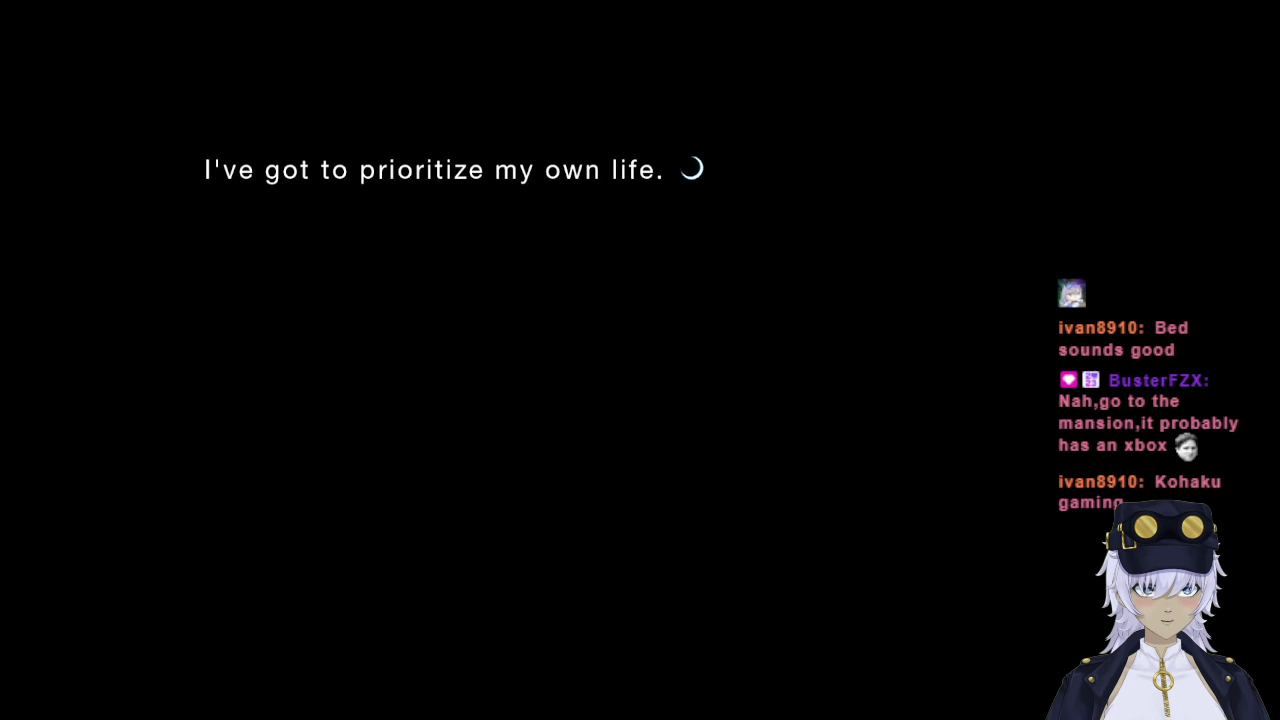 I've got to prioritize my own life.
ivan8910: Bed
sounds good
BusterFZX:
Nah,go to the
mansion,it probably
has an xbox
ivan8910: Kohaku
gaming